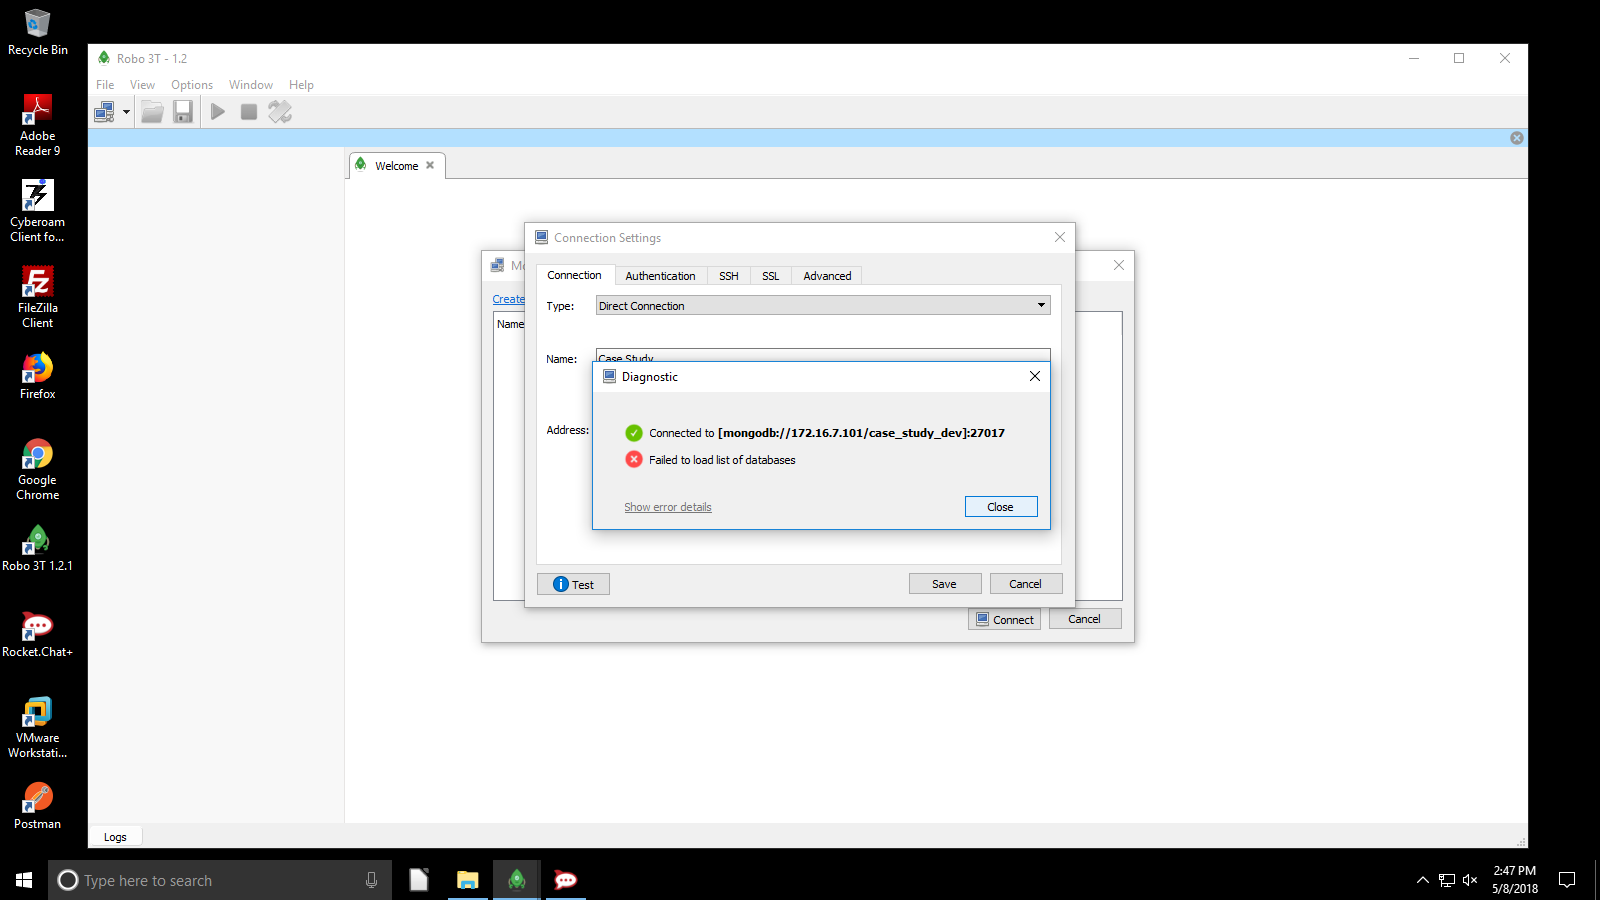 Recycle Bin
Adobe
Reader 9
Cyberoam
Client fo...
FileZilla
Client
Firefox
Google
Chrome
Robo 3T 1.2.1
Rocket.Chat+
VMware
Workstati...
Postman
Robo 3T - 1.2
File View Options Window Help
Welcome
Connection Settings
Create
Name
Connection Authentication SSH SSL Advanced
Type: Direct Connection
Name: Case Study
Address:
Diagnostic
Connected to [mongodb://172.16.7.101/case_study_dev]:27017
Failed to load list of databases
Show error details Close
Test Save Cancel
Connect Cancel
Logs
Type here to search
2:47 PM
5/8/2018